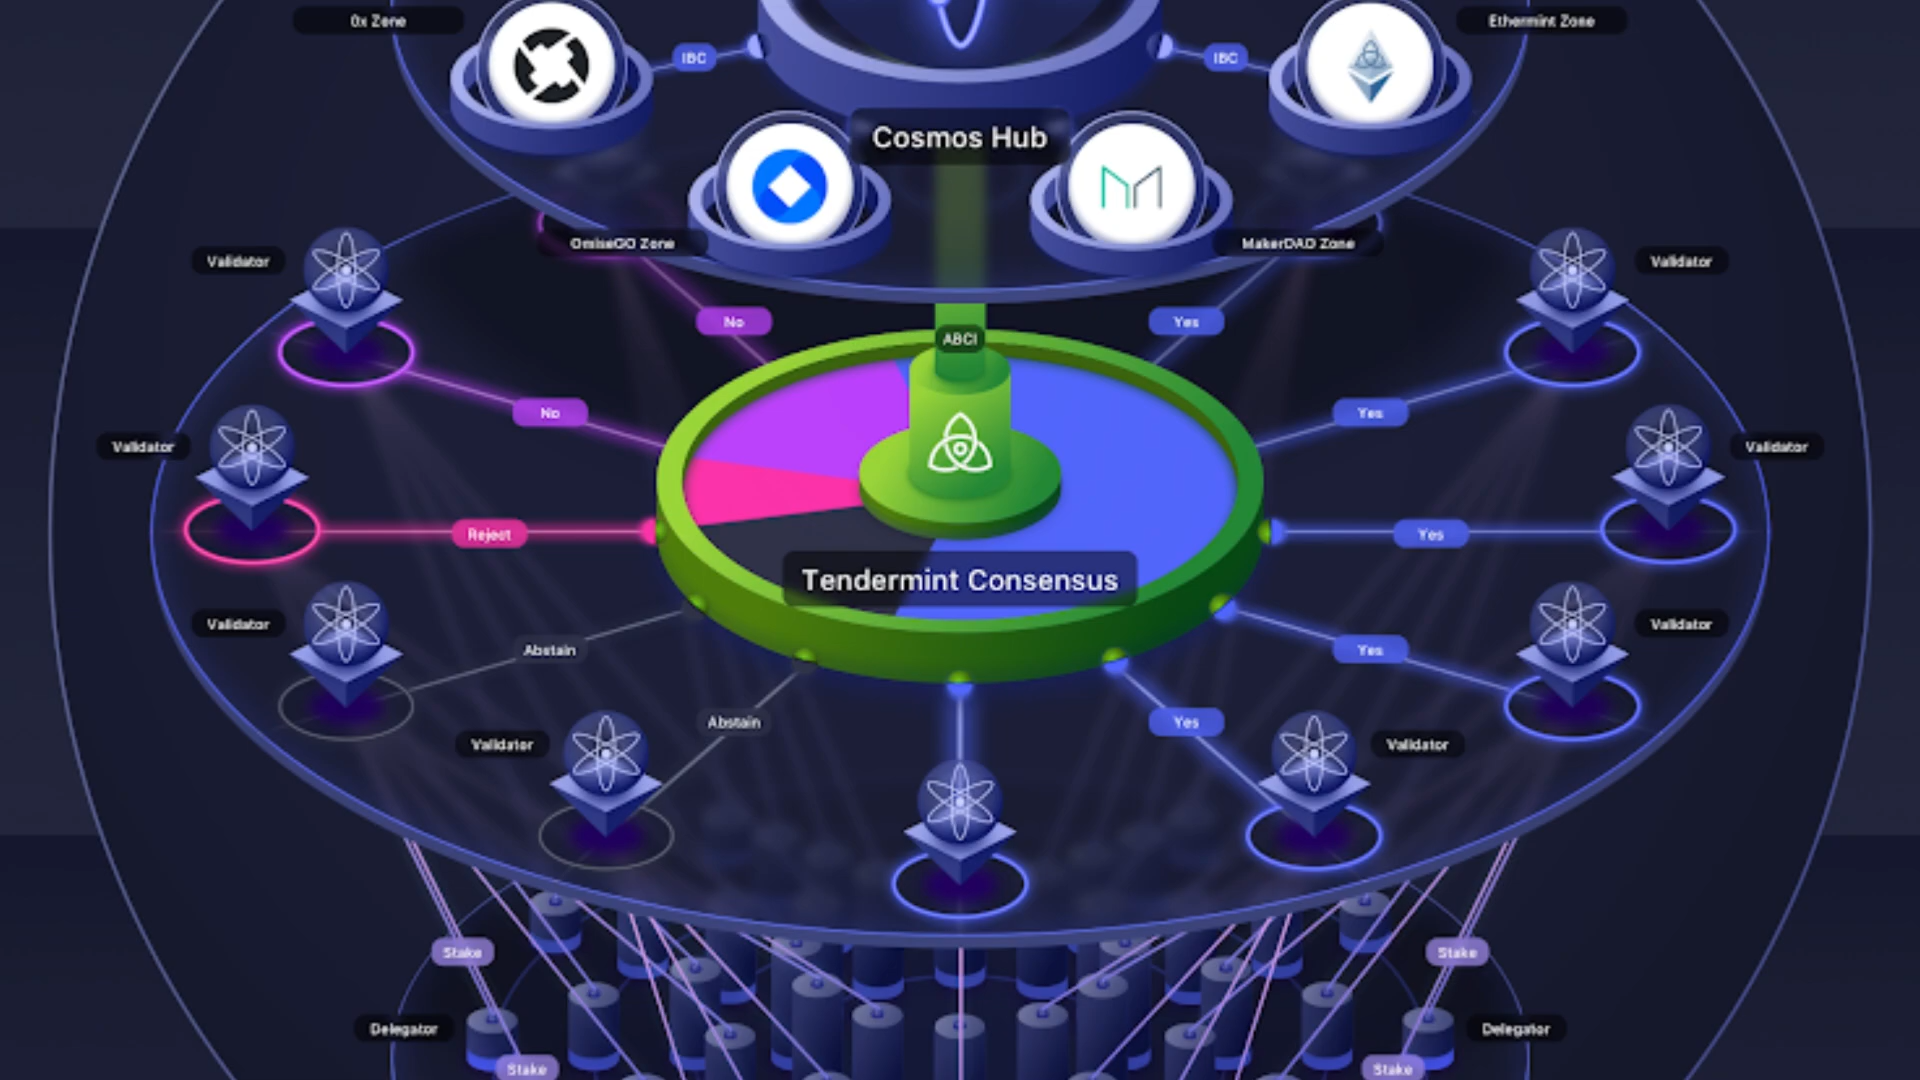 0x Zone
Ethermint Zone
IBC
IBC
Cosmos Hub
OmiseGO Zone
MakerDAO Zone
Validator
Validator
No
Yes
ABCI
No
Yes
Validator
Validator
Reject
Yes
Tendermint Consensus
Validator
Validator
Abstain
Yes
Abstain
Yes
Validator
Validator
Stake
Stake
Delegator
Delegator
Stake
Stake